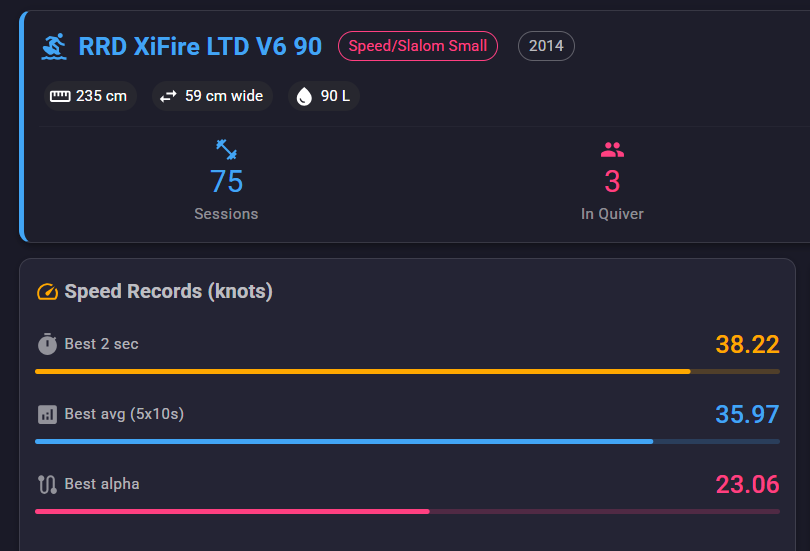 RRD XiFire LTD V6 90 Speed/Slalom Small 2014
235 cm 59 cm wide 90 L
75 3
Sessions In Quiver
Speed Records (knots)
Best 2 sec 38.22
Best avg (5x10s) 35.97
Best alpha 23.06